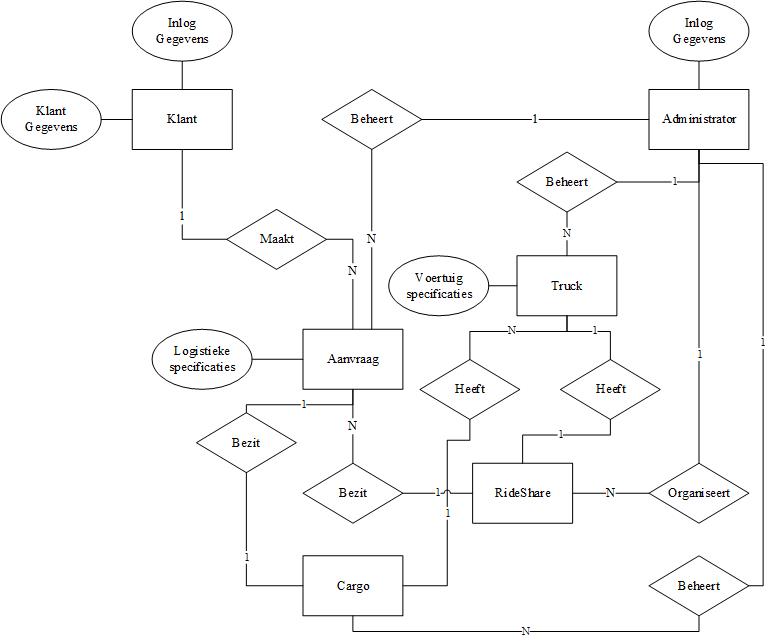 Inlog
Gegevens
Inlog
Gegevens
Klant
Gegevens
Klant
Beheert
1
Administrator
Beheert
1
1
Maakt
N
N
N
Voertuig
specificaties
Truck
N
1
1
1
Logistieke
specificaties
Aanvraag
Heeft
Heeft
1
N
1
Bezit
Bezit
1
RideShare
N
Organiseert
1
1
Cargo
Beheert
N